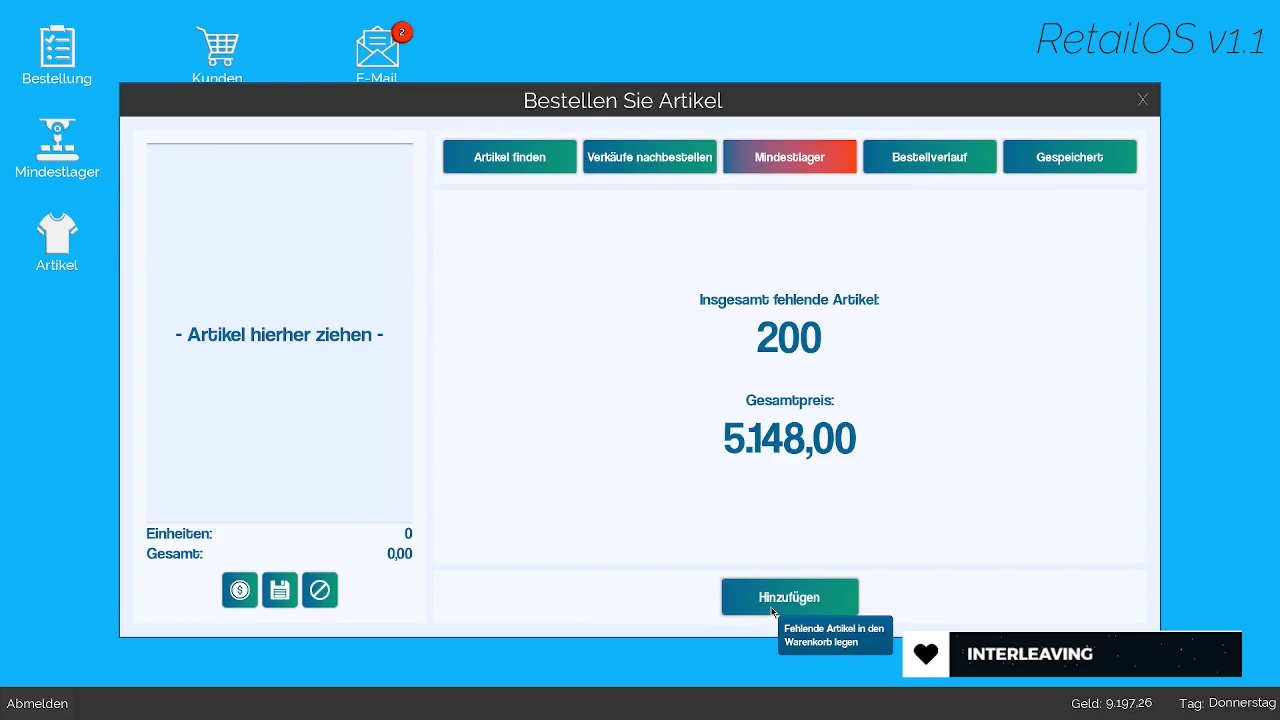 RetailOS v1.1
Bestellung
Kunden
2
E-Mail
Mindestlager
Artikel
Bestellen Sie Artikel
X
Artikel finden
Verkäufe nachbestellen
Mindestlager
Bestellverlauf
Gespeichert
- Artikel hierher ziehen -
Insgesamt fehlende Artikel:
200
Gesamtpreis:
5.148,00
Einheiten: 0
Gesamt: 0,00
Hinzufügen
Fehlende Artikel in den
Warenkorb legen
INTERLEAVING
Abmelden
Geld: 9.197.26
Tag: Donnerstag